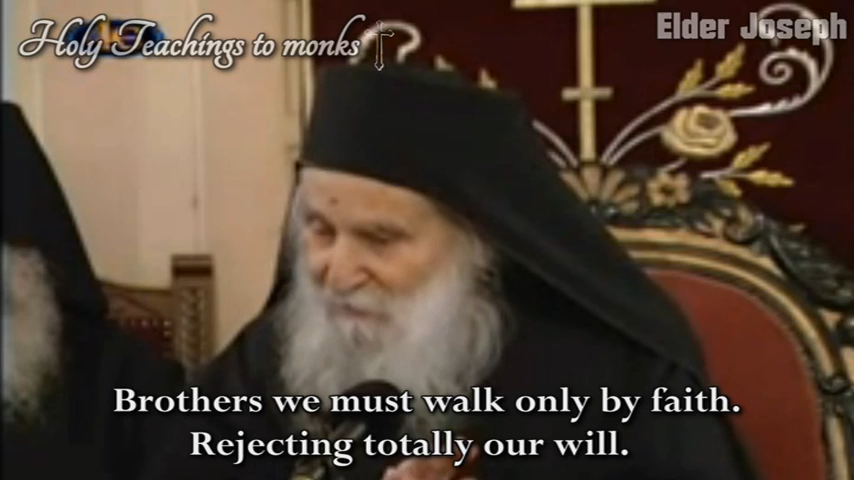 Holy Teachings to monks
Elder Joseph
Brothers we must walk only by faith.
Rejecting totally our will.